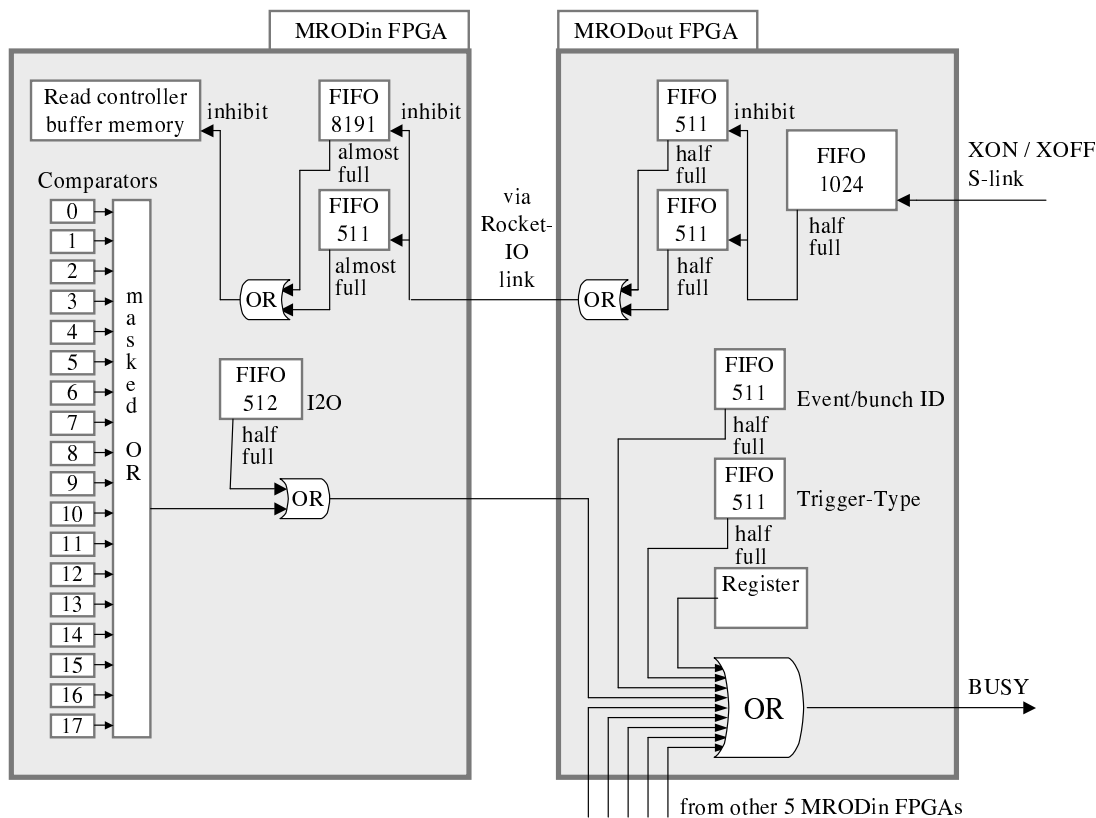 MRODin FPGA
Read controller
buffer memory
inhibit
FIFO
8191
inhibit
almost
full
FIFO
511
almost
full
OR
Comparators
0
1
2
3
4
5
6
7
8
9
10
11
12
13
14
15
16
17
masked OR
FIFO
512
I2O
half
full
OR
via
Rocket-
IO
link
MRODout FPGA
FIFO
511
inhibit
half
full
FIFO
511
half
full
OR
FIFO
1024
half
full
XON / XOFF
S-link
FIFO
511
Event/bunch ID
half
full
FIFO
511
Trigger-Type
half
full
Register
OR
BUSY
from other 5 MRODin FPGAs